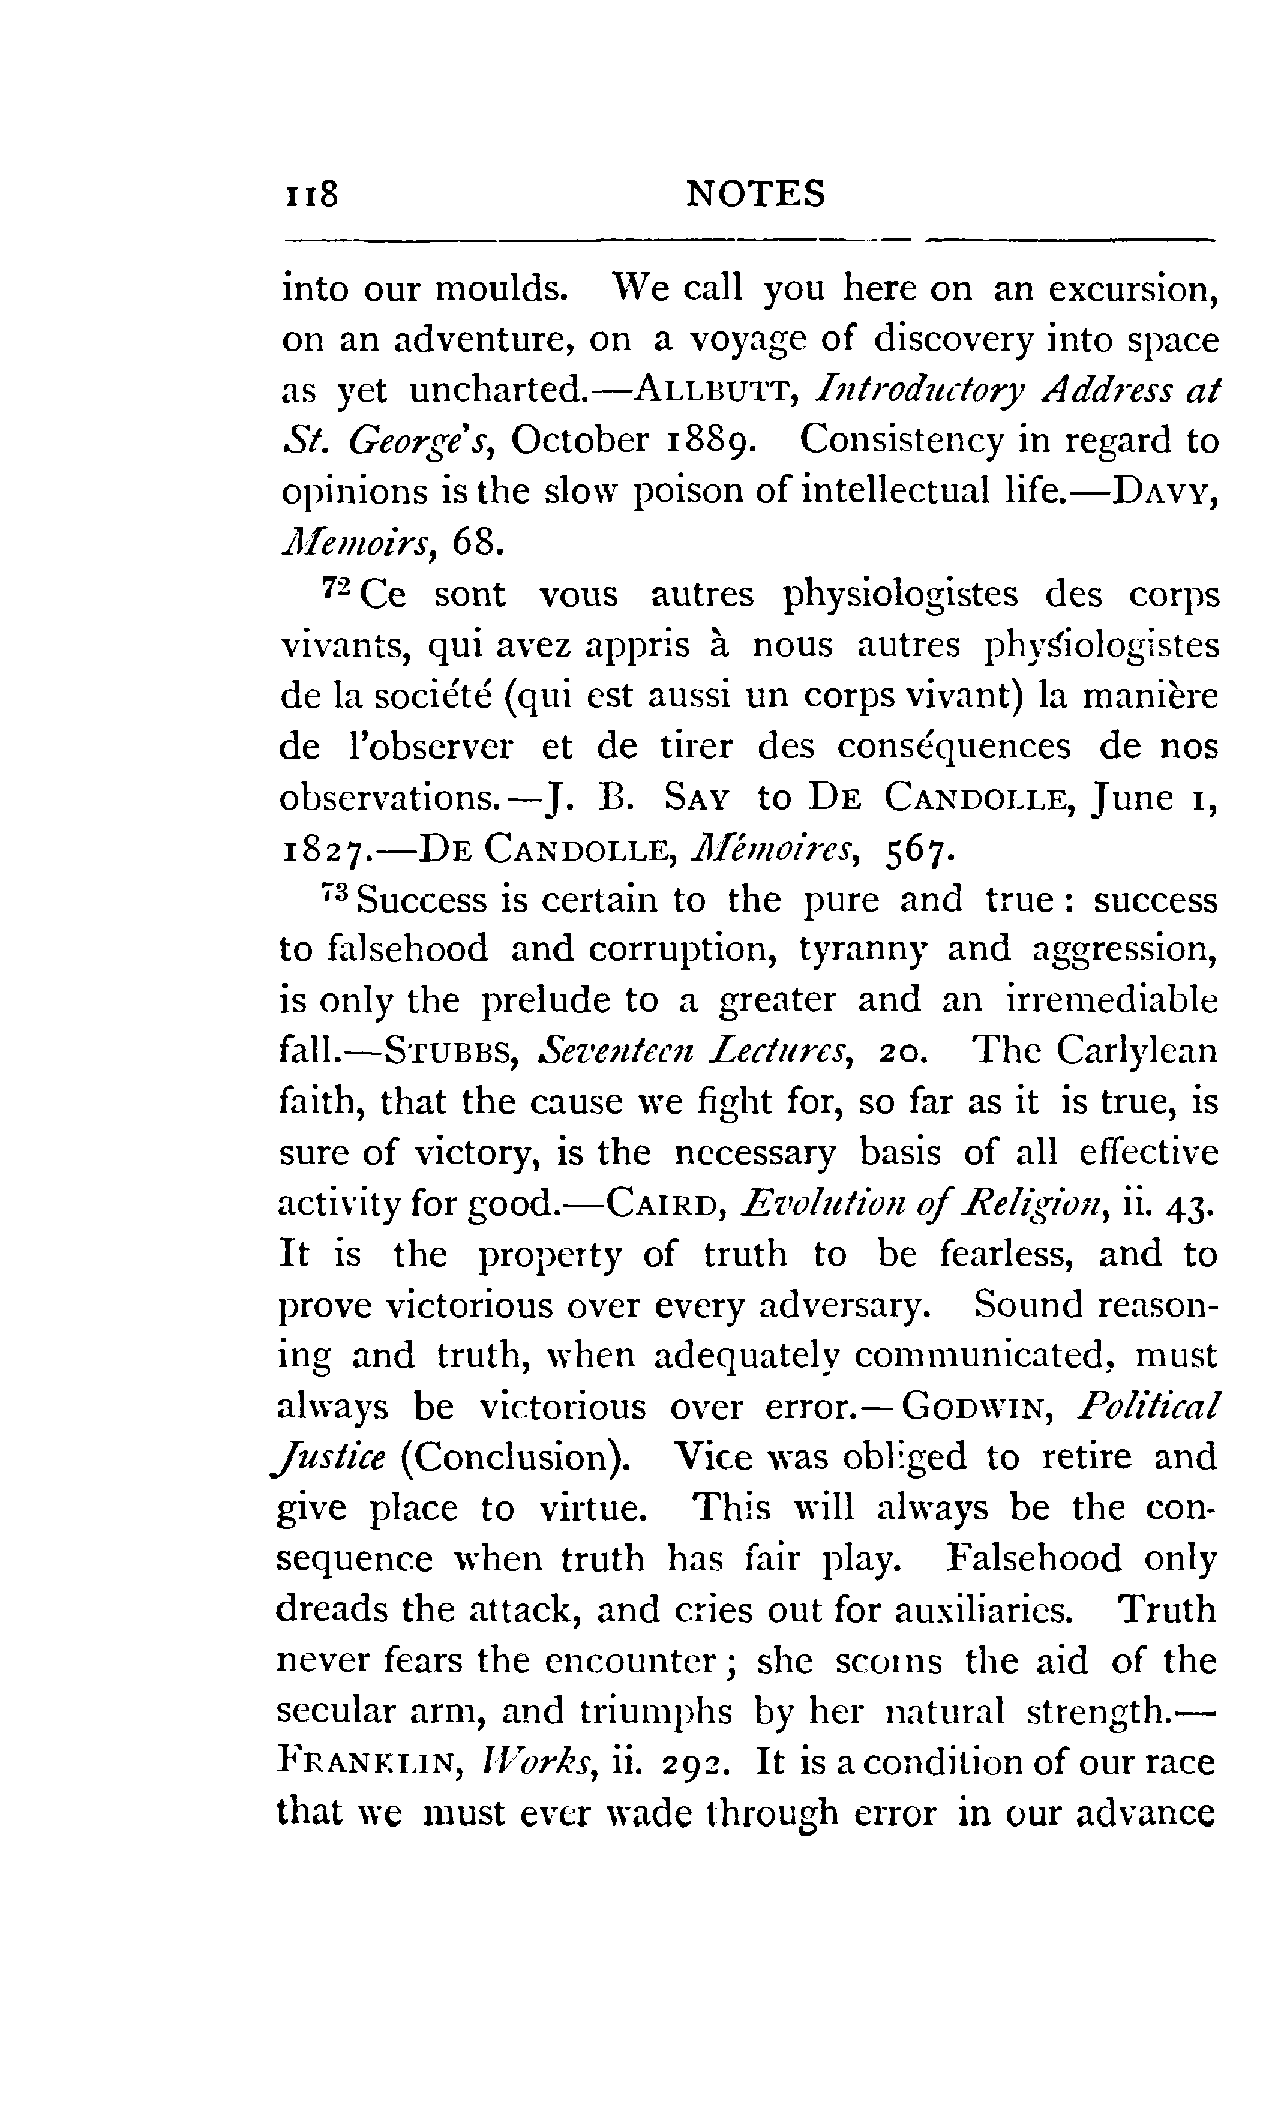 118 NOTES
into our moulds. We call you here on an excursion,
on an adventure, on a voyage of discovery into space
as yet uncharted.—ALLBUTT, Introductory Address at
St. George's, October 1889. Consistency in regard to
opinions is the slow poison of intellectual life.—DAVY,
Memoirs, 68.
72 Ce sont vous autres physiologistes des corps
vivants, qui avez appris à nous autres physiologistes
de la société (qui est aussi un corps vivant) la manière
de l'observer et de tirer des conséquences de nos
observations.—J. B. SAY to DE CANDOLLE, June 1,
1827.—DE CANDOLLE, Mémoires, 567.
73 Success is certain to the pure and true : success
to falsehood and corruption, tyranny and aggression,
is only the prelude to a greater and an irremediable
fall.—STUBBS, Seventeen Lectures, 20. The Carlylean
faith, that the cause we fight for, so far as it is true, is
sure of victory, is the necessary basis of all effective
activity for good.—CAIRD, Evolution of Religion, ii. 43.
It is the property of truth to be fearless, and to
prove victorious over every adversary. Sound reason-
ing and truth, when adequately communicated, must
always be victorious over error.—GODWIN, Political
Justice (Conclusion). Vice was obliged to retire and
give place to virtue. This will always be the con-
sequence when truth has fair play. Falsehood only
dreads the attack, and cries out for auxiliaries. Truth
never fears the encounter ; she scorns the aid of the
secular arm, and triumphs by her natural strength.—
FRANKLIN, Works, ii. 292. It is a condition of our race
that we must ever wade through error in our advance